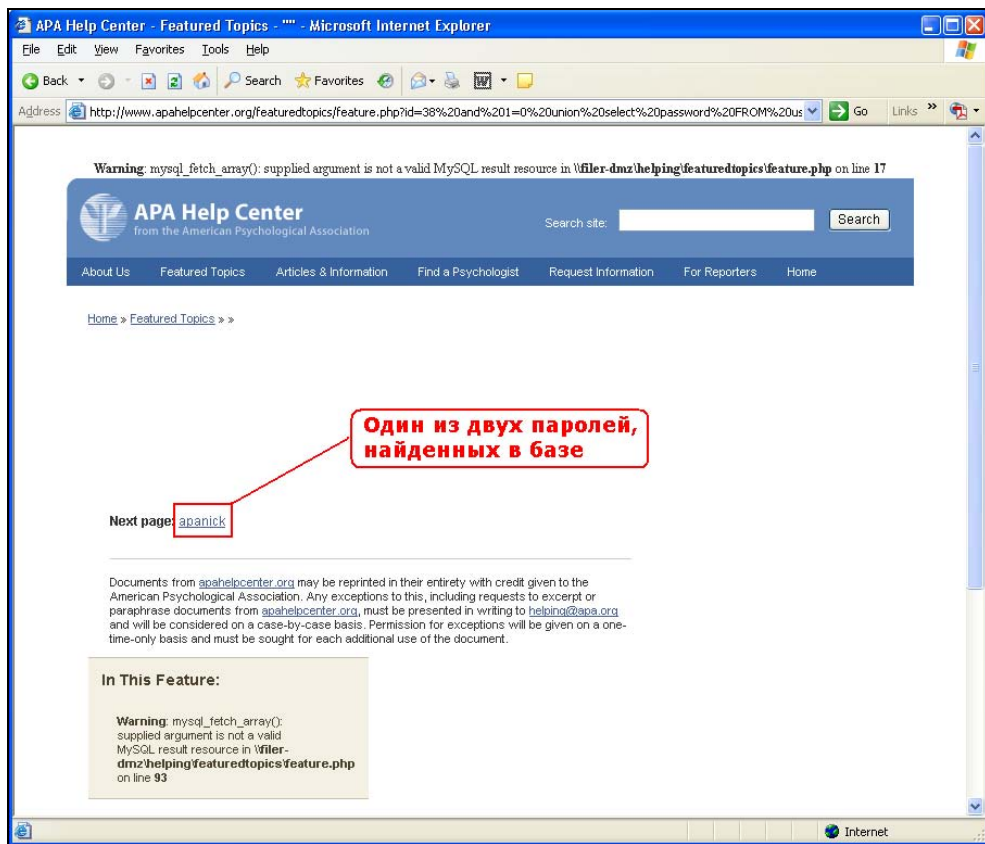 APA Help Center - Featured Topics - "" - Microsoft Internet Explorer
File Edit View Favorites Tools Help
Back Search Favorites
Address http://www.apahelpcenter.org/featuredtopics/feature.php?id=38%20and%201=0%20union%20select%20password%20FROM%20us Go Links »
Warning: mysql_fetch_array(): supplied argument is not a valid MySQL result resource in \\filer-dmz\helping\featuredtopics\feature.php on line 17
APA Help Center
from the American Psychological Association
Search site: Search
About Us Featured Topics Articles & Information Find a Psychologist Request Information For Reporters Home
Home » Featured Topics » »
Один из двух паролей,
найденных в базе
Next page: apanick
Documents from apahelpcenter.org may be reprinted in their entirety with credit given to the
American Psychological Association. Any exceptions to this, including requests to excerpt or
paraphrase documents from apahelpcenter.org, must be presented in writing to helping@apa.org
and will be considered on a case-by-case basis. Permission for exceptions will be given on a one-
time-only basis and must be sought for each additional use of the document.
In This Feature:
Warning: mysql_fetch_array():
supplied argument is not a valid
MySQL result resource in \\filer-
dmz\helping\featuredtopics\feature.php
on line 93
Internet